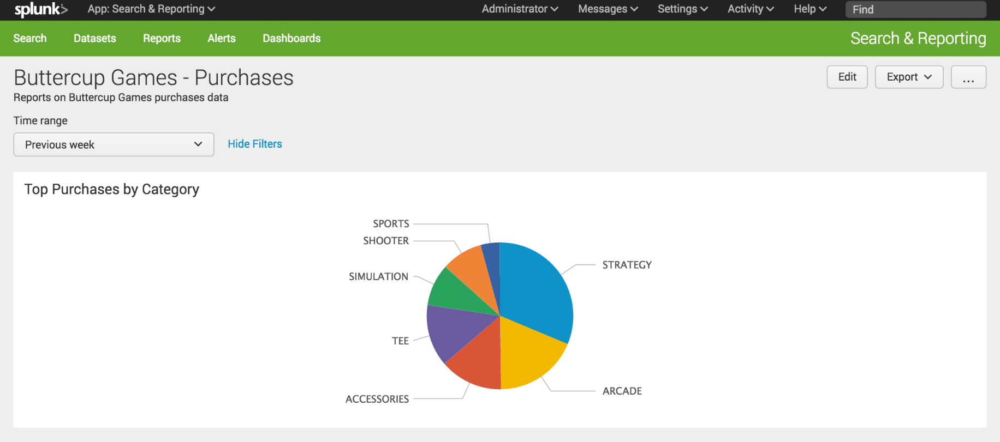 splunk> App: Search & Reporting Administrator Messages Settings Activity Help Find
Search Datasets Reports Alerts Dashboards Search & Reporting
Buttercup Games - Purchases Edit Export ...
Reports on Buttercup Games purchases data
Time range
Previous week Hide Filters
Top Purchases by Category
SPORTS
SHOOTER
STRATEGY
SIMULATION
TEE
ARCADE
ACCESSORIES